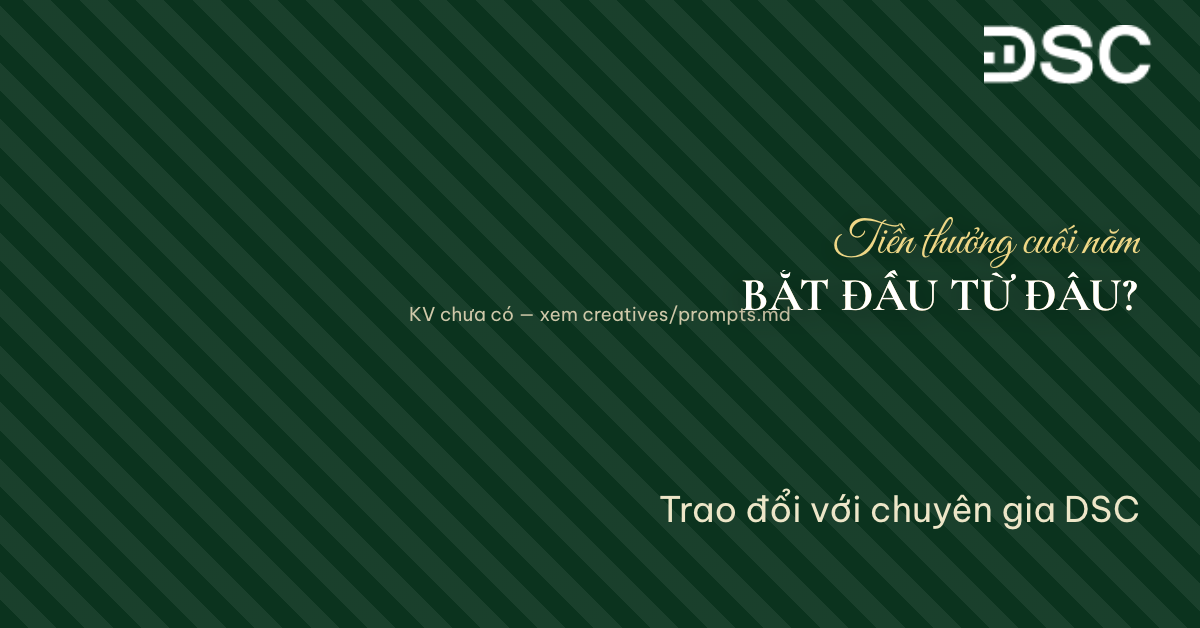 DSC
Tiền thưởng cuối năm
BẮT ĐẦU TỪ ĐÂU?
KV chưa có — xem creatives/prompts.md
Trao đổi với chuyên gia DSC